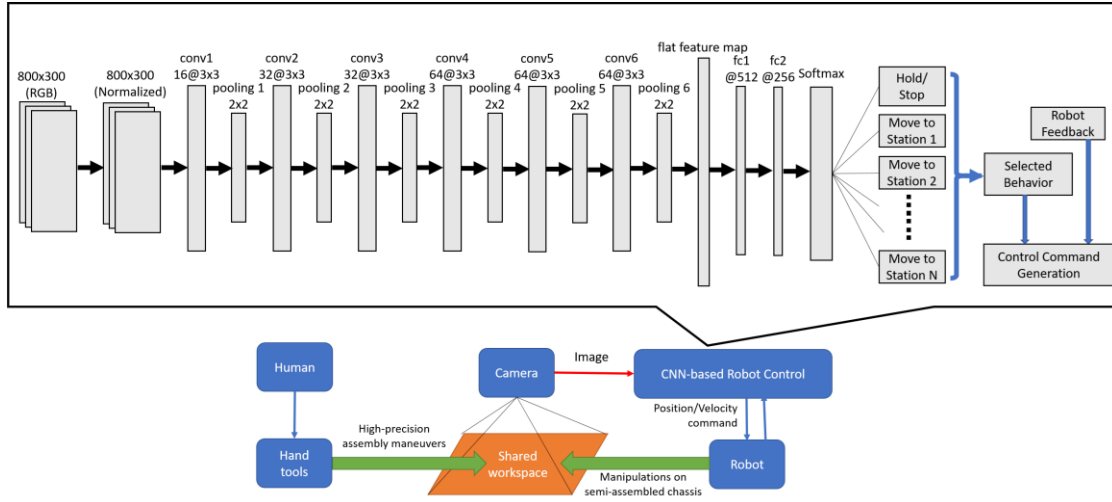 800x300
(RGB)
800x300
(Normalized)
conv1
16@3x3
pooling 1
2x2
conv2
32@3x3
pooling 2
2x2
conv3
32@3x3
pooling 3
2x2
conv4
64@3x3
pooling 4
2x2
conv5
64@3x3
pooling 5
2x2
conv6
64@3x3
pooling 6
2x2
flat feature map
fc1
@512
fc2
@256
Softmax
Hold/
Stop
Move to
Station 1
Move to
Station 2
Move to
Station N
Selected
Behavior
Robot
Feedback
Control Command
Generation
Human
Camera
Image
CNN-based Robot Control
Position/Velocity
command
High-precision
assembly maneuvers
Hand
tools
Shared
workspace
Manipulations on
semi-assembled chassis
Robot